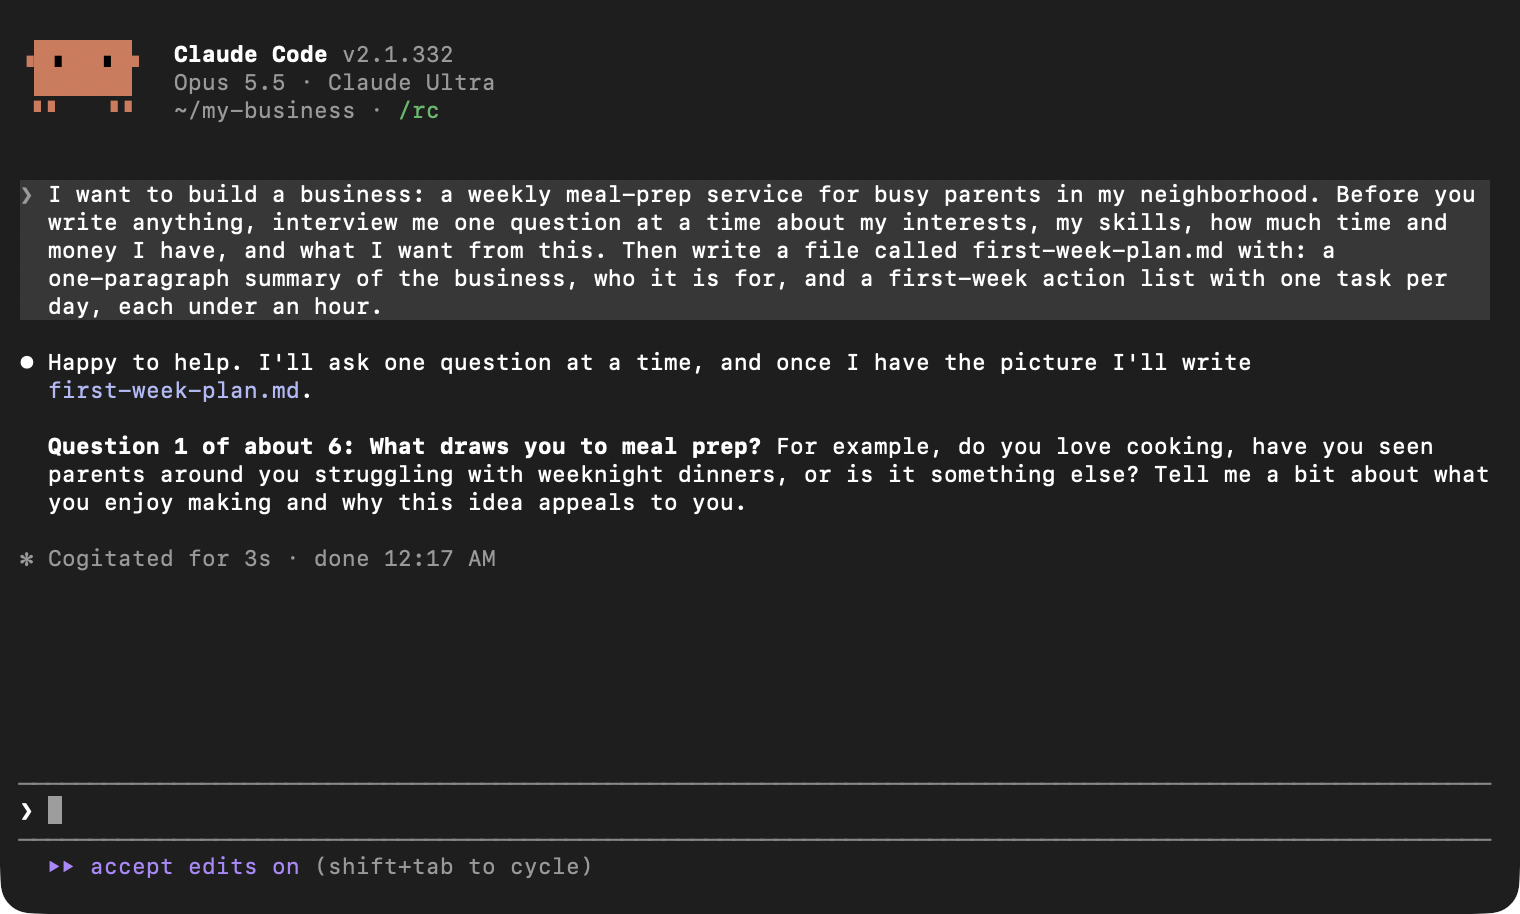 Claude Code v2.1.332
Opus 5.5 · Claude Ultra
~/my-business · /rc
❯ I want to build a business: a weekly meal-prep service for busy parents in my neighborhood. Before you
write anything, interview me one question at a time about my interests, my skills, how much time and
money I have, and what I want from this. Then write a file called first-week-plan.md with: a
one-paragraph summary of the business, who it is for, and a first-week action list with one task per
day, each under an hour.
● Happy to help. I'll ask one question at a time, and once I have the picture I'll write
first-week-plan.md.
Question 1 of about 6: What draws you to meal prep? For example, do you love cooking, have you seen
parents around you struggling with weeknight dinners, or is it something else? Tell me a bit about what
you enjoy making and why this idea appeals to you.
✻ Cogitated for 3s · done 12:17 AM
❯
⏵⏵ accept edits on (shift+tab to cycle)